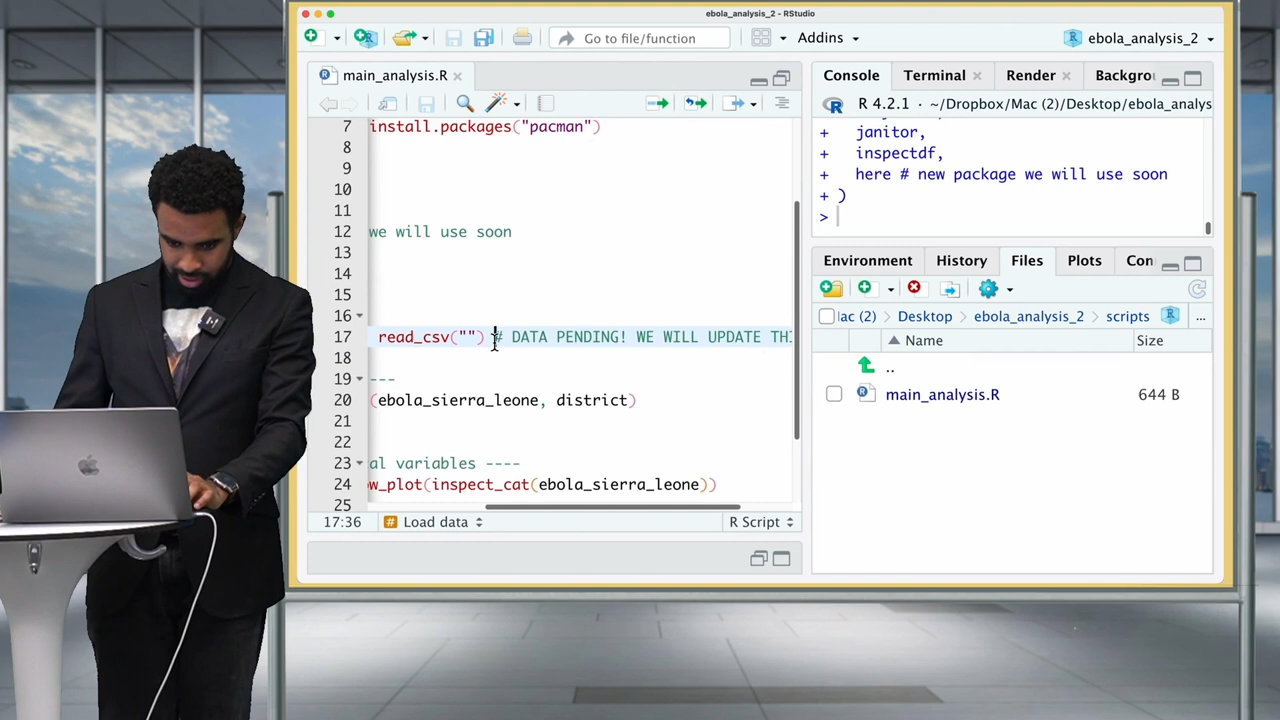 ebola_analysis_2 - RStudio
Go to file/function
Addins
ebola_analysis_2
main_analysis.R
7 install.packages("pacman")
8
9
10
11
12 we will use soon
13
14
15
16
17 read_csv("") # DATA PENDING! WE WILL UPDATE THI
18
19 ---
20 (ebola_sierra_leone, district)
21
22
23 al variables ----
24 w_plot(inspect_cat(ebola_sierra_leone))
25
17:36 # Load data R Script
Console Terminal Render Backgro
R 4.2.1 · ~/Dropbox/Mac (2)/Desktop/ebola_analys
+ janitor,
+ inspectdf,
+ here # new package we will use soon
+ )
>
Environment History Files Plots Con
lac (2) Desktop ebola_analysis_2 scripts ...
Name Size
..
main_analysis.R 644 B